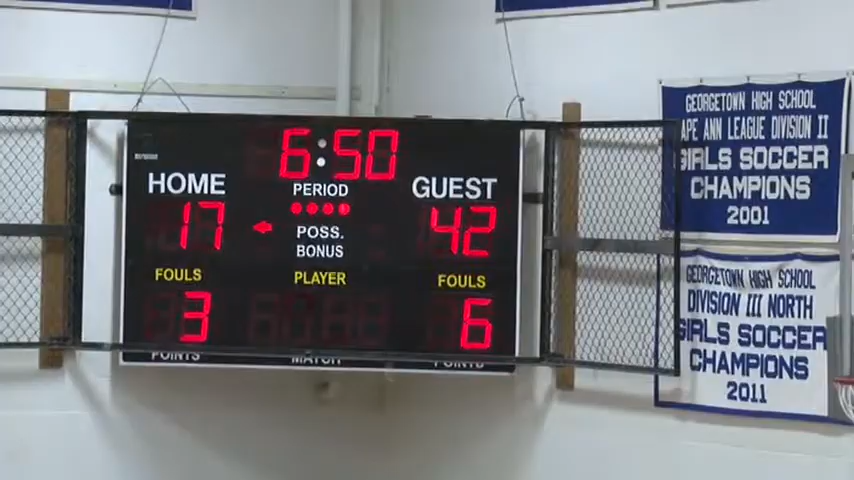 6:50
HOME
PERIOD
GUEST
17
42
POSS.
BONUS
FOULS
PLAYER
FOULS
3
6
POINTS
MATCH
POINTS
GEORGETOWN HIGH SCHOOL
APE ANN LEAGUE DIVISION II
GIRLS SOCCER
CHAMPIONS
2001
GEORGETOWN HIGH SCHOOL
DIVISION III NORTH
GIRLS SOCCER
CHAMPIONS
2011